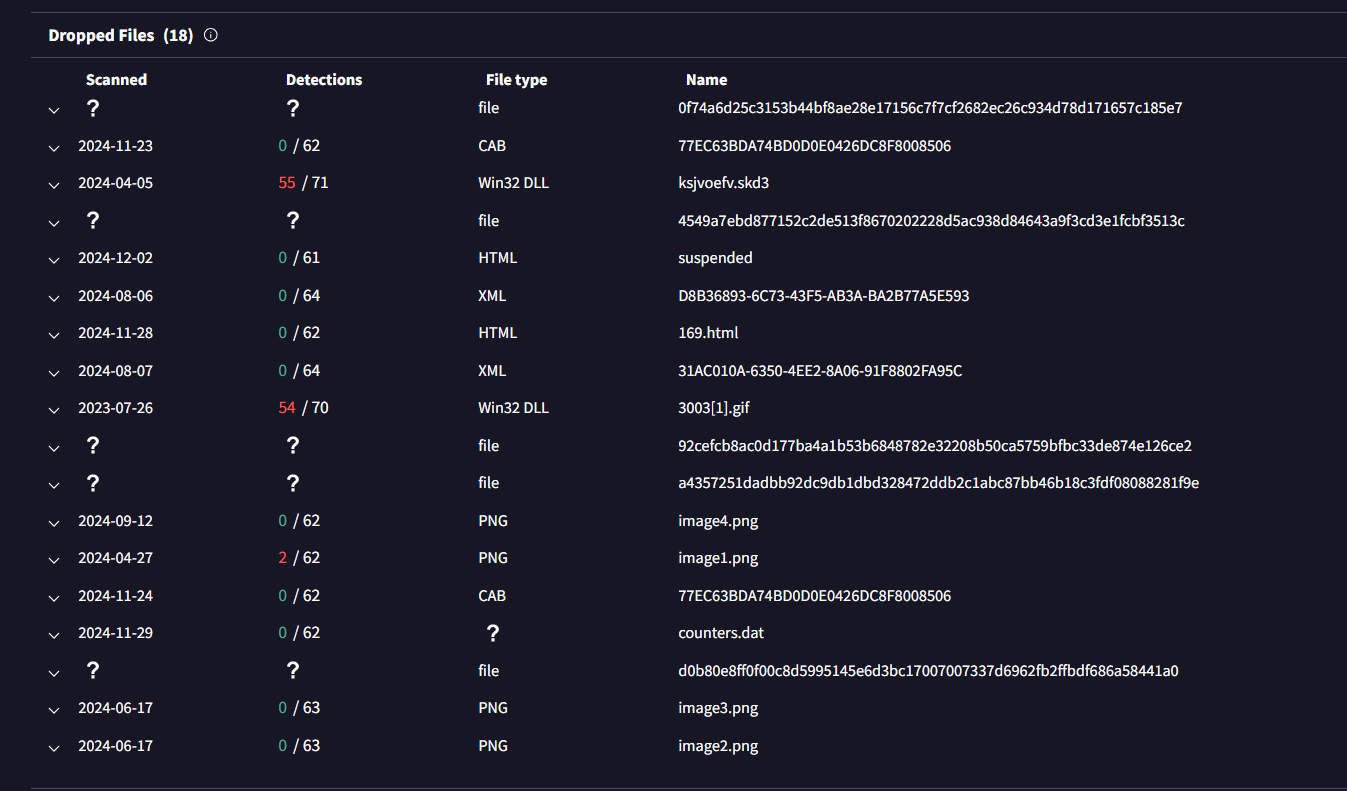 Dropped Files (18)
Scanned Detections File type Name
? ? file 0f74a6d25c3153b44bf8ae28e17156c7f7cf2682ec26c934d78d171657c185e7
2024-11-23 0 / 62 CAB 77EC63BDA74BD0D0E0426DC8F8008506
2024-04-05 55 / 71 Win32 DLL ksjvoefv.skd3
? ? file 4549a7ebd877152c2de513f8670202228d5ac938d84643a9f3cd3e1fcbf3513c
2024-12-02 0 / 61 HTML suspended
2024-08-06 0 / 64 XML D8B36893-6C73-43F5-AB3A-BA2B77A5E593
2024-11-28 0 / 62 HTML 169.html
2024-08-07 0 / 64 XML 31AC010A-6350-4EE2-8A06-91F8802FA95C
2023-07-26 54 / 70 Win32 DLL 3003[1].gif
? ? file 92cefcb8ac0d177ba4a1b53b6848782e32208b50ca5759bfbc33de874e126ce2
? ? file a4357251dadbb92dc9db1dbd328472ddb2c1abc87bb46b18c3fdf08088281f9e
2024-09-12 0 / 62 PNG image4.png
2024-04-27 2 / 62 PNG image1.png
2024-11-24 0 / 62 CAB 77EC63BDA74BD0D0E0426DC8F8008506
2024-11-29 0 / 62 ? counters.dat
? ? file d0b80e8ff0f00c8d5995145e6d3bc17007007337d6962fb2ffbdf686a58441a0
2024-06-17 0 / 63 PNG image3.png
2024-06-17 0 / 63 PNG image2.png